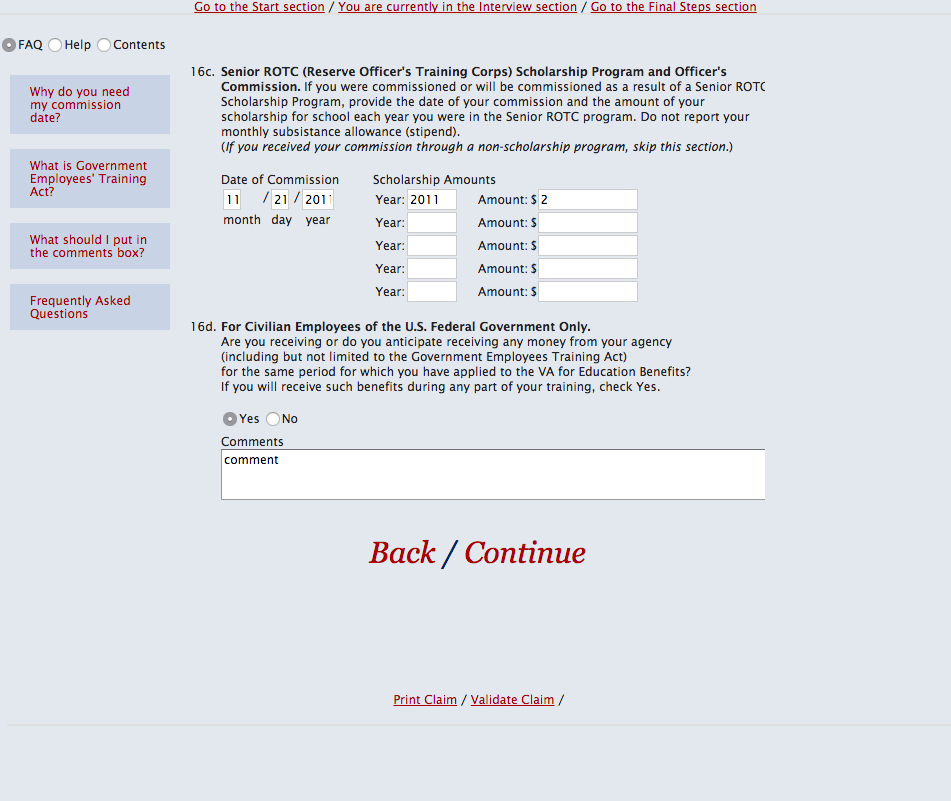 Go to the Start section / You are currently in the Interview section / Go to the Final Steps section
FAQ Help Contents
Why do you need
my commission
date?
What is Government
Employees' Training
Act?
What should I put in
the comments box?
Frequently Asked
Questions
16c. Senior ROTC (Reserve Officer's Training Corps) Scholarship Program and Officer's
Commission. If you were commissioned or will be commissioned as a result of a Senior ROTC
Scholarship Program, provide the date of your commission and the amount of your
scholarship for school each year you were in the Senior ROTC program. Do not report your
monthly subsistance allowance (stipend).
(If you received your commission through a non-scholarship program, skip this section.)
Date of Commission Scholarship Amounts
11 / 21 / 2011 Year: 2011 Amount: $ 2
month day year Year: Amount: $
Year: Amount: $
Year: Amount: $
Year: Amount: $
16d. For Civilian Employees of the U.S. Federal Government Only.
Are you receiving or do you anticipate receiving any money from your agency
(including but not limited to the Government Employees Training Act)
for the same period for which you have applied to the VA for Education Benefits?
If you will receive such benefits during any part of your training, check Yes.
Yes No
Comments
comment
Back / Continue
Print Claim / Validate Claim /